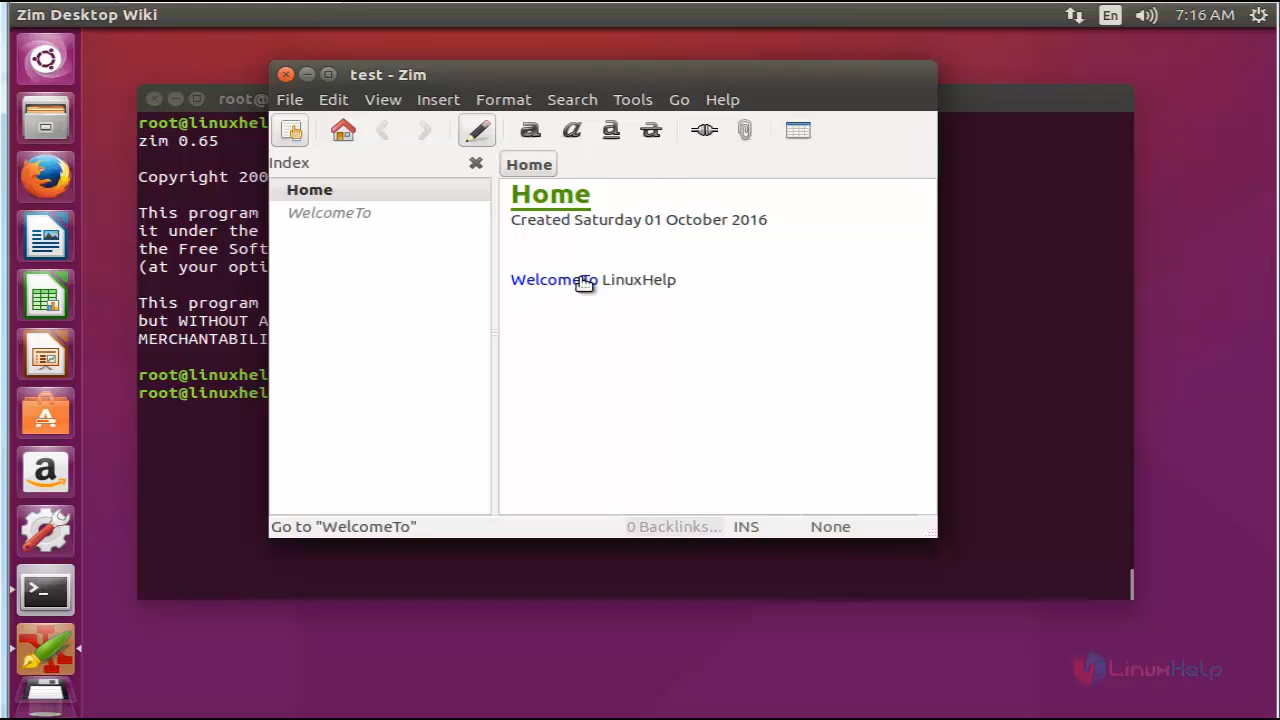 Zim Desktop Wiki
En
7:16 AM
test - Zim
File Edit View Insert Format Search Tools Go Help
a a a a
Index
Home
WelcomeTo
Home
Home
Created Saturday 01 October 2016
WelcomeTo LinuxHelp
Go to "WelcomeTo"
0 Backlinks...
INS
None
root@
root@linuxhel
zim 0.65
Copyright 200
This program
it under the
the Free Soft
(at your opti
This program
but WITHOUT A
MERCHANTABILI
root@linuxhel
root@linuxhel
A
a
>_
LinuxHelp